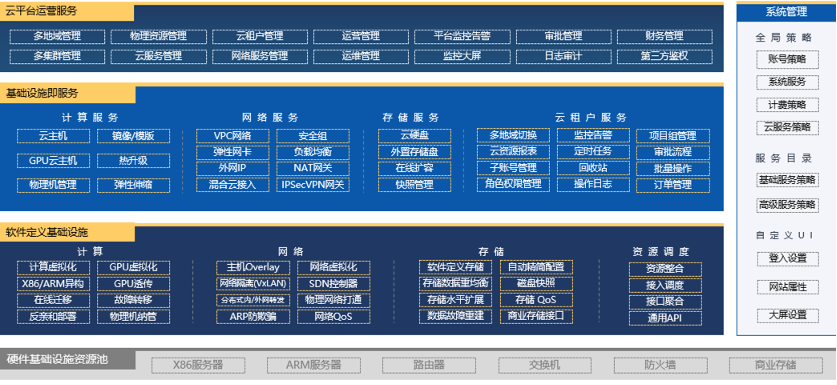 云平台运营服务
多地域管理 物理资源管理 云租户管理 运营管理 平台监控告警 审批管理 财务管理
多集群管理 云服务管理 网络服务管理 运维管理 监控大屏 日志审计 第三方鉴权
基础设施即服务
计算服务 网络服务 存储服务 云租户服务
云主机 镜像/模版 VPC网络 安全组 云硬盘 多地域切换 监控告警 项目组管理
弹性网卡 负载均衡 外置存储盘 云资源报表 定时任务 审批流程
GPU云主机 热升级 外网IP NAT网关 在线扩容 子账号管理 回收站 批量操作
物理机管理 弹性伸缩 混合云接入 IPSecVPN网关 快照管理 角色权限管理 操作日志 订单管理
软件定义基础设施
计算 网络 存储 资源调度
计算虚拟化 GPU虚拟化 主机Overlay 网络虚拟化 软件定义存储 自动精简配置 资源整合
X86/ARM异构 GPU透传 网络隔离(VxLAN) SDN控制器 存储数据重均衡 磁盘快照 接入调度
在线迁移 故障转移 分布式内/外网转发 物理网络打通 存储水平扩展 存储 QoS 接口聚合
反亲和部署 物理机纳管 ARP防欺骗 网络QoS 数据故障重建 商业存储接口 通用API
硬件基础设施资源池
X86服务器 ARM服务器 路由器 交换机 防火墙 商业存储
系统管理
全局策略
账号策略
系统服务
计费策略
云服务策略
服务目录
基础服务策略
高级服务策略
自定义UI
登入设置
网站属性
大屏设置